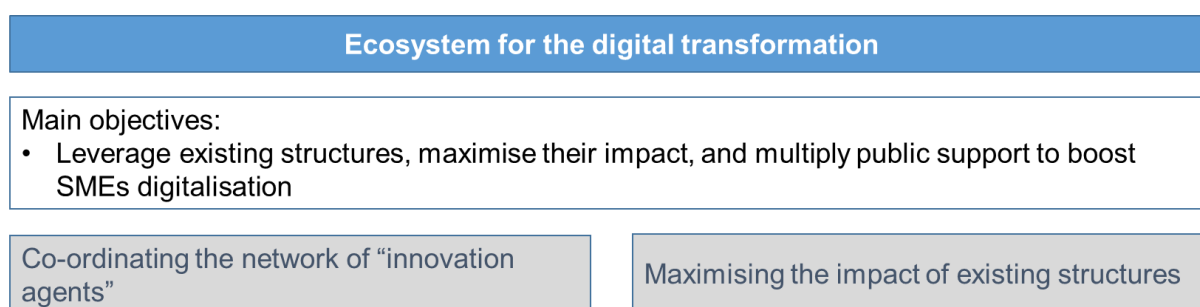 Ecosystem for the digital transformation
Main objectives:
• Leverage existing structures, maximise their impact, and multiply public support to boost
SMEs digitalisation
Co-ordinating the network of “innovation
agents”
Maximising the impact of existing structures